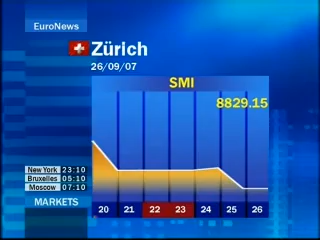 EuroNews
Zürich
26/09/07
SMI
8829.15
New York 23:10
Bruxelles 05:10
Moscow 07:10
MARKETS
20 21 22 23 24 25 26